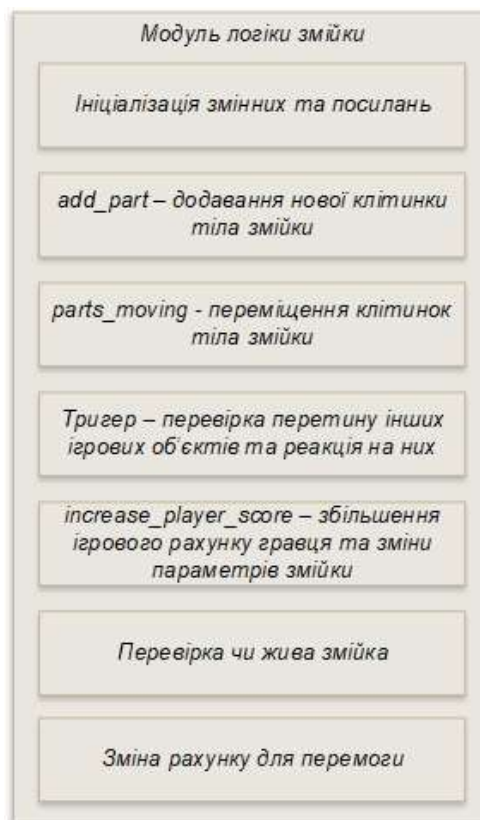 Модуль логіки змійки
Ініціалізація змінних та посилань
add_part – додавання нової клітинки
тіла змійки
parts_moving - переміщення клітинок
тіла змійки
Тригер – перевірка перетину інших
ігрових об'єктів та реакція на них
increase_player_score – збільшення
ігрового рахунку гравця та зміни
параметрів змійки
Перевірка чи жива змійка
Зміна рахунку для перемоги